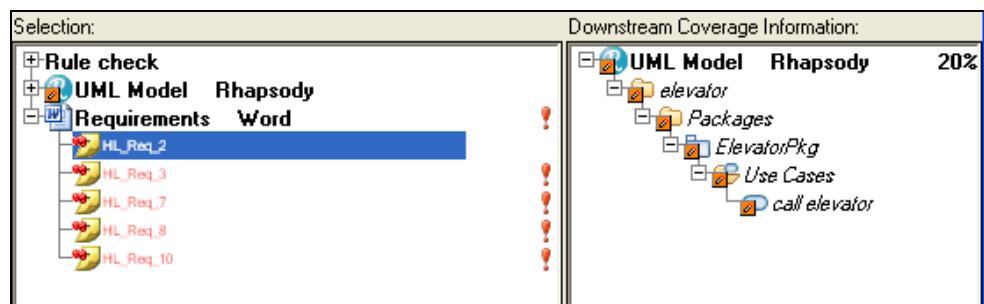 Selection:
Rule check
UML Model Rhapsody
Requirements Word
HL_Req_2
HL_Req_3
HL_Req_7
HL_Req_8
HL_Req_10
Downstream Coverage Information:
UML Model Rhapsody 20%
elevator
Packages
ElevatorPkg
Use Cases
call elevator